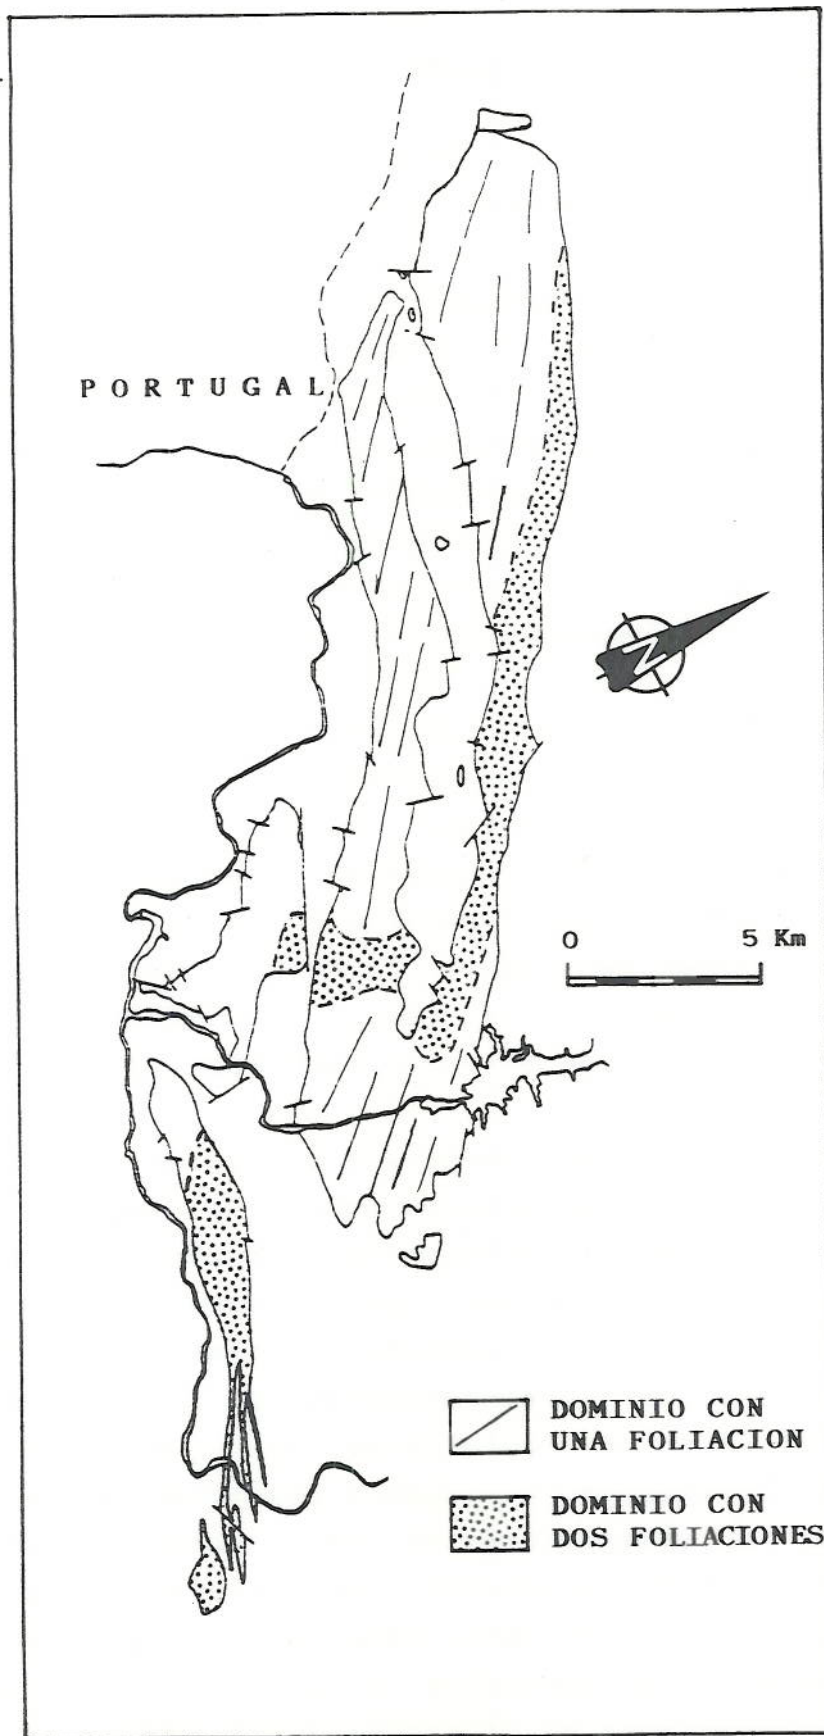 PORTUGAL
N
0 5 Km
DOMINIO CON
UNA FOLIACION
DOMINIO CON
DOS FOLIACIONES